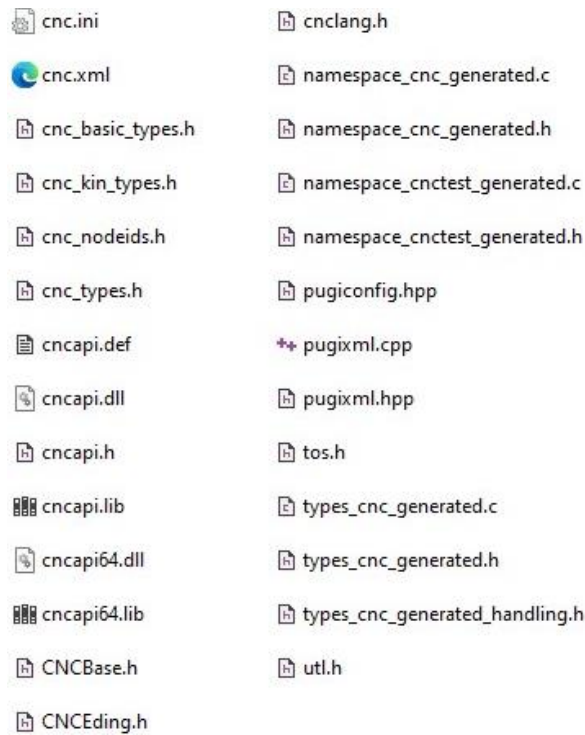 cnc.ini
cnc.xml
cnc_basic_types.h
cnc_kin_types.h
cnc_nodeids.h
cnc_types.h
cncapi.def
cncapi.dll
cncapi.h
cncapi.lib
cncapi64.dll
cncapi64.lib
CNCBase.h
CNCEding.h
cnclang.h
namespace_cnc_generated.c
namespace_cnc_generated.h
namespace_cnctest_generated.c
namespace_cnctest_generated.h
pugiconfig.hpp
pugixml.cpp
pugixml.hpp
tos.h
types_cnc_generated.c
types_cnc_generated.h
types_cnc_generated_handling.h
utl.h